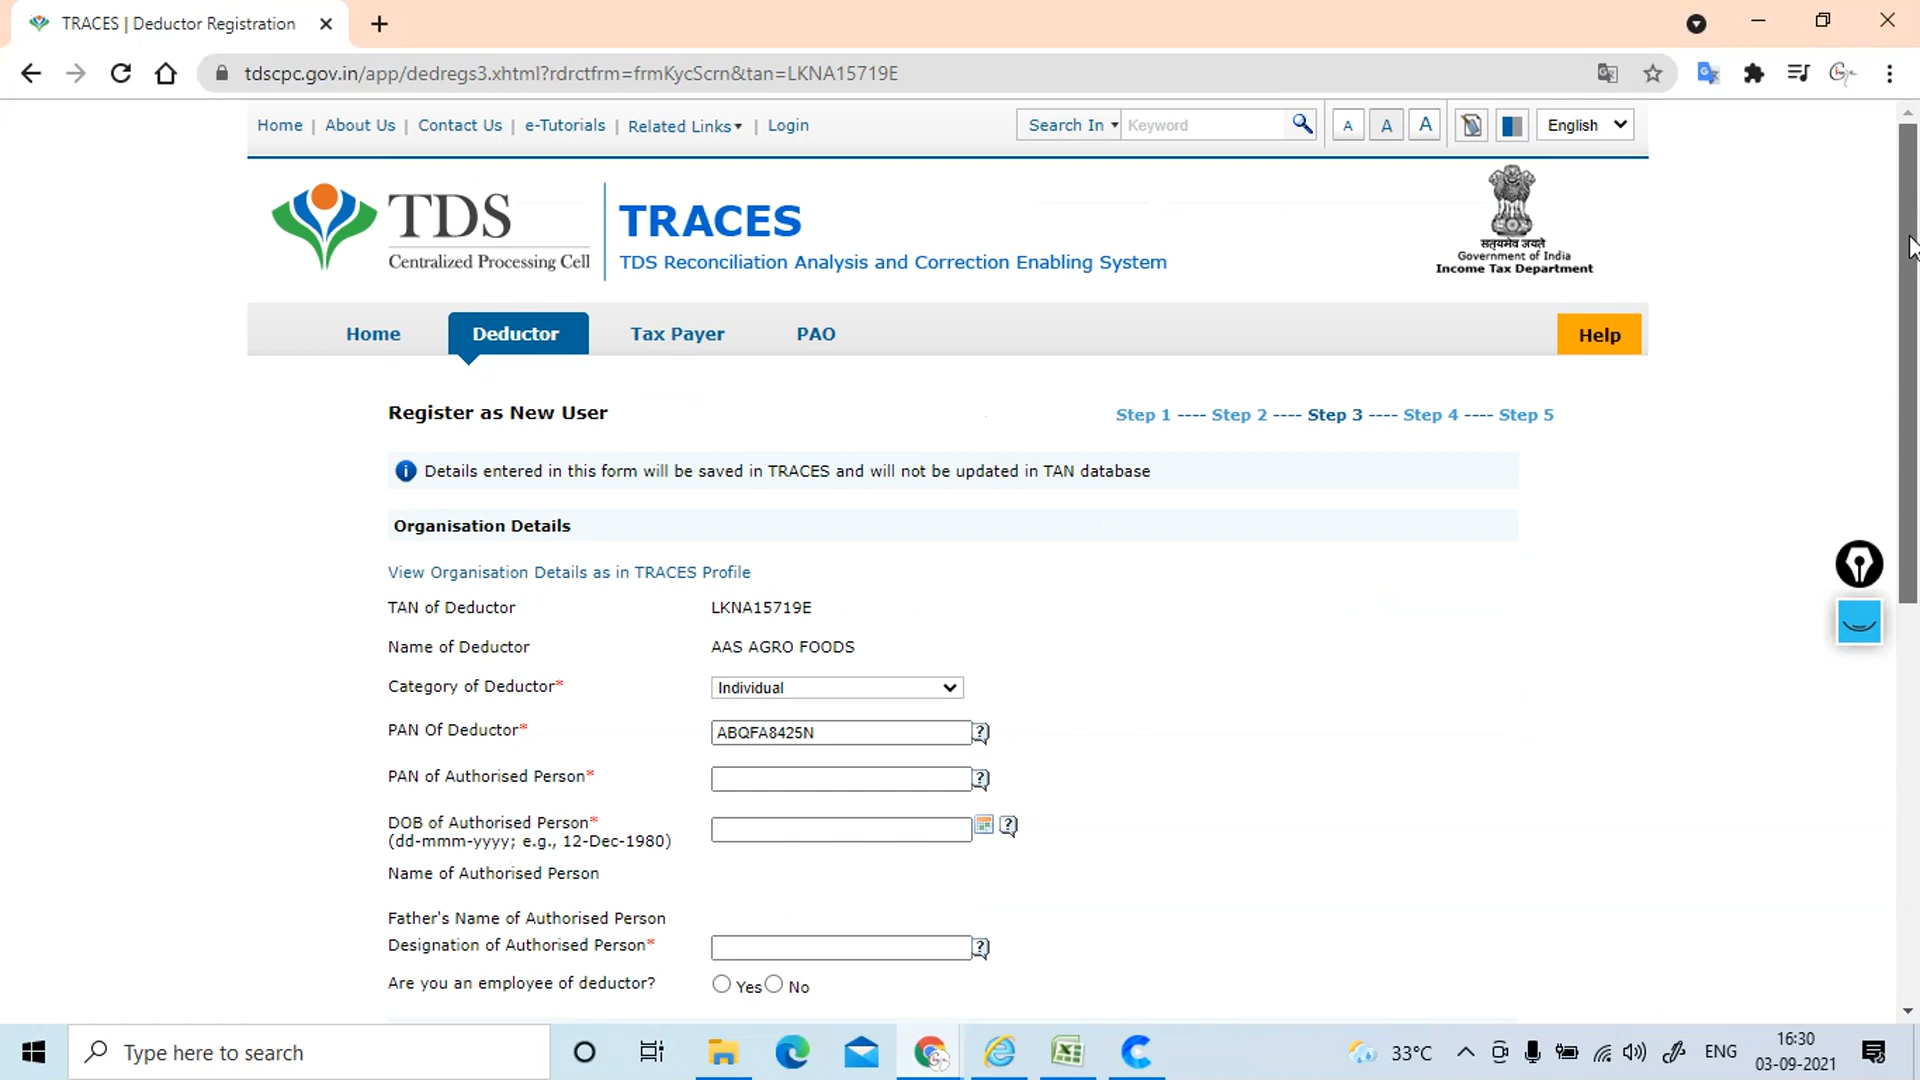 TRACES | Deductor Registration
tdscpc.gov.in/app/dedregs3.xhtml?rdrctfrm=frmKycScrn&tan=LKNA15719E
Home | About Us | Contact Us | e-Tutorials | Related Links | Login
Search In Keyword A A A English
TDS
Centralized Processing Cell
TRACES
TDS Reconciliation Analysis and Correction Enabling System
सत्यमेव जयते
Government of India
Income Tax Department
Home Deductor Tax Payer PAO Help
Register as New User
Step 1 ---- Step 2 ---- Step 3 ---- Step 4 ---- Step 5
Details entered in this form will be saved in TRACES and will not be updated in TAN database
Organisation Details
View Organisation Details as in TRACES Profile
TAN of Deductor LKNA15719E
Name of Deductor AAS AGRO FOODS
Category of Deductor* Individual
PAN Of Deductor* ABQFA8425N
PAN of Authorised Person*
DOB of Authorised Person*
(dd-mmm-yyyy; e.g., 12-Dec-1980)
Name of Authorised Person
Father's Name of Authorised Person
Designation of Authorised Person*
Are you an employee of deductor? Yes No
Type here to search
33°C
ENG
16:30
03-09-2021